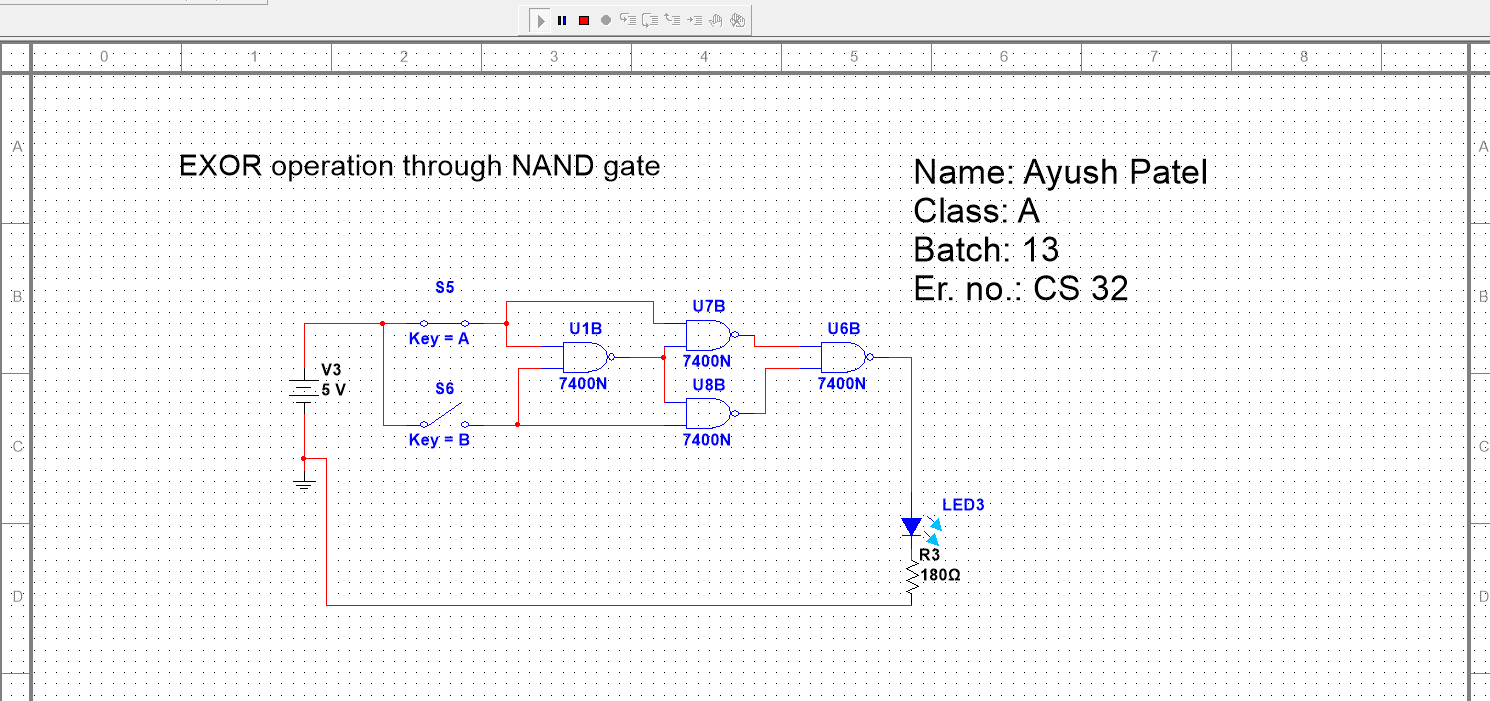 0 1 2 3 4 5 6 7 8
A A
EXOR operation through NAND gate
Name: Ayush Patel
Class: A
Batch: 13
Er. no.: CS 32
B B
S5
Key = A
U1B
7400N
U7B
7400N
U6B
7400N
V3
5 V
S6
Key = B
U8B
7400N
C C
LED3
R3
180Ω
D D